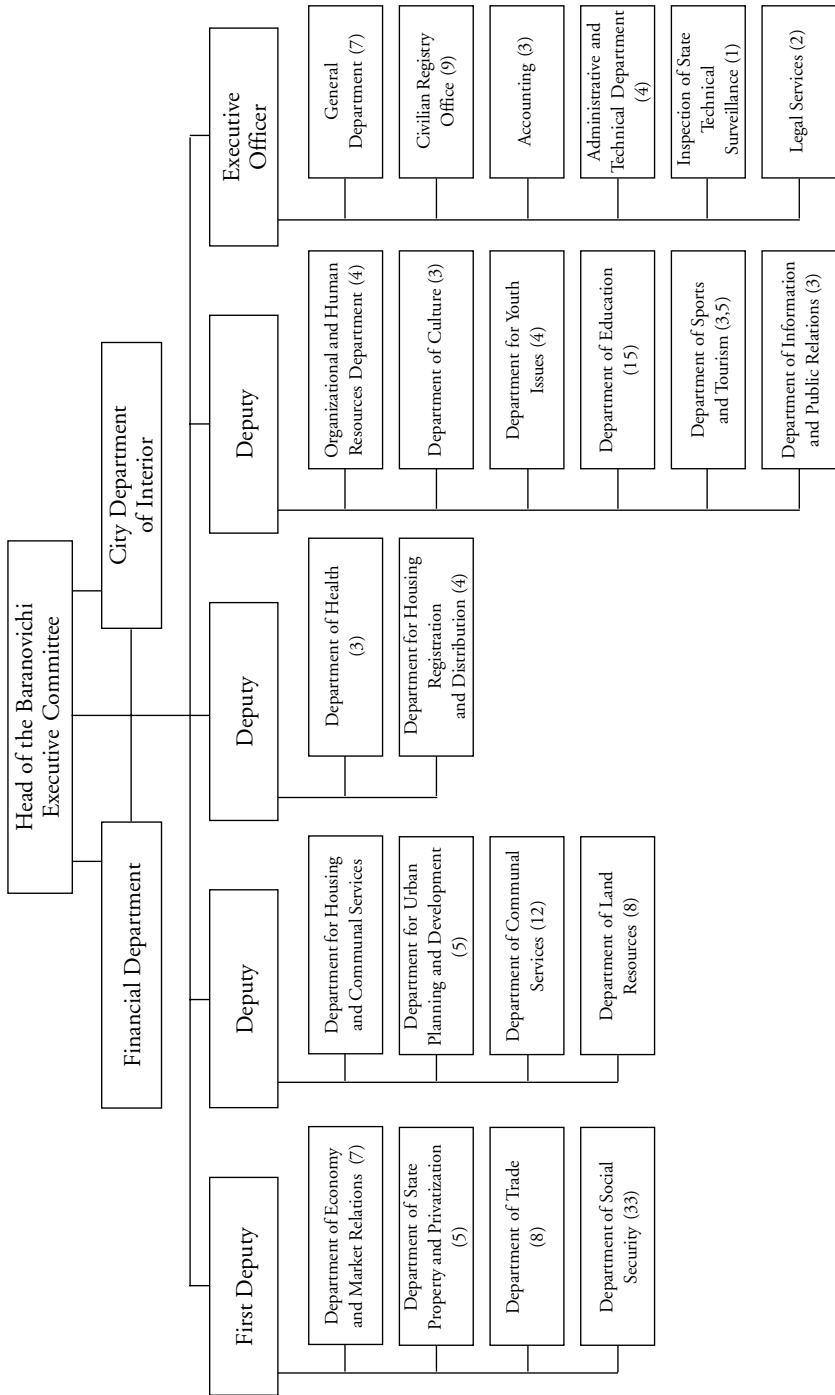 Head of the Baranovichi
Executive Committee
Financial Department
City Department
of Interior
First Deputy
Department of Economy
and Market Relations (7)
Department of State
Property and Privatization
(5)
Department of Trade
(8)
Department of Social
Security (33)
Deputy
Department for Housing
and Communal Services
Department for Urban
Planning and Development
(5)
Department of Communal
Services (12)
Department of Land
Resources (8)
Deputy
Department of Health
(3)
Department for Housing
Registration
and Distribution (4)
Deputy
Organizational and Human
Resources Department (4)
Department of Culture (3)
Department for Youth
Issues (4)
Department of Education
(15)
Department of Sports
and Tourism (3,5)
Department of Information
and Public Relations (3)
Executive
Officer
General
Department (7)
Civilian Registry
Office (9)
Accounting (3)
Administrative and
Technical Department
(4)
Inspection of State
Technical
Surveillance (1)
Legal Services (2)